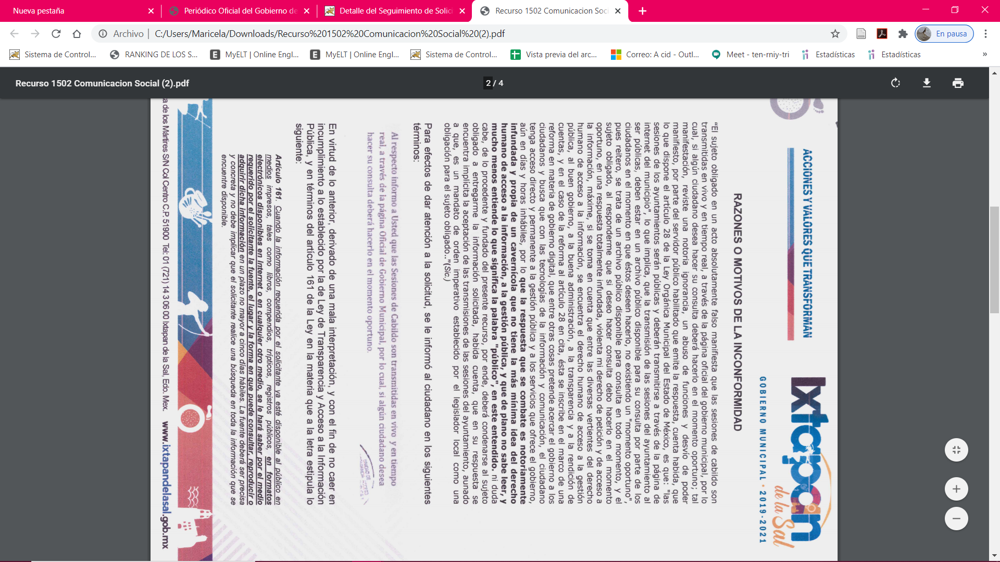 Nueva pestaña
Periódico Oficial del Gobierno de
Detalle del Seguimiento de Solici
Recurso 1502 Comunicacion Soci
Archivo
C:/Users/Maricela/Downloads/Recurso%201502%20Comunicacion%20Social%20(2).pdf
En pausa
Sistema de Control...
RANKING DE LOS S...
MyELT | Online Engl...
MyELT | Online Engl...
Sistema de Control...
Vista previa del arc...
Correo: A cid - Outl...
Meet - ten-rniy-tri
Estadísticas
Estadísticas
»
Recurso 1502 Comunicacion Social (2).pdf
2 / 4
ACCIONES Y VALORES QUE TRANSFORMAN
Ixtapan
de la Sal
GOBIERNO MUNICIPAL • 2019-2021
RAZONES O MOTIVOS DE LA INCONFORMIDAD
"El sujeto obligado en un acto absolutamente falso manifiesta que las sesiones de cabildo son
transmitidas en vivo y en tiempo real, a través de la página oficial del gobierno municipal, por lo
cual, si algún ciudadano desea hacer su consulta deberá hacerlo en el momento oportuno; tal
manifestación, reviste una notoria ignorancia, un abuso de funciones y desvío de poder
manifiesto, por parte del servidor público habilitado que emite la respuesta, cuenta habida, que
lo que dispone el artículo 28 de la Ley Orgánica Municipal del Estado de México, es que: "las
sesiones de los ayuntamientos serán públicas y deberán transmitirse a través de la página de
internet del municipio", lo que implica, que la transmisión de las sesiones del ayuntamiento al
ser públicas, deben estar en un archivo público disponible para su consulta por parte de los
ciudadanos en el momento en que éstos deseen hacerlo, no existiendo un "momento oportuno",
pues reitero, se trata de un archivo público disponible para consulta en todo momento, y el
sujeto obligado, al responderme que si deseo hacer consulta debo hacerlo en el momento
oportuno, en una respuesta totalmente infundada, violenta mi derecho de petición y de acceso a
la información, máxime, si se toma en cuenta que entre las diversas vertientes del derecho
humano de acceso a la información, se encuentra el derecho humano de acceso a la gestión
pública, al buen gobierno, a la buena administración, a la transparencia y a la rendición de
cuentas, y en el caso de la reforma al artículo 28 en cita, ésta se inscribe en el marco de una
reforma en materia de gobierno digital, que entre otras cosas pretende acercar el gobierno a los
ciudadanos y busca que con las tecnologías de la información y comunicación, el ciudadano
tenga acceso directo y permanente a la gestión pública y a los servicios que ofrece el gobierno,
aún en días y horas inhábiles, por lo que la respuesta que se combate es notoriamente
infundada y propia de un cavernícola que no tiene la más mínima idea del derecho
humano de acceso a la información, a la gestión pública, y que de plano no sabe leer, y
mucho menos entiende lo que significa la palabra "público", en este entendido. ni duda
cabe, de lo procedente y fundado del presente recurso, por ende, deberá condenarse al sujeto
obligado a entregarme la información solicitada, habida cuenta, que en su respuesta se
encuentra implícita la aceptación de las transmisiones de las sesiones del ayuntamiento, aunado
a que, es un mandato de orden imperativo establecido por el legislador local como una
obligación para el sujeto obligado.."(Sic.)
Para efectos de dar atención a la solicitud, se le informó al ciudadano en los siguientes
términos:
Al respecto informo a Usted que las Sesiones de Cabildo son transmitidas en vivo y en tiempo
real, a través de la página Oficial de Gobierno Municipal, por lo cual, si algún ciudadano desea
hacer su consulta deberá hacerlo en el momento oportuno.
En virtud de lo anterior, derivado de una mala interpretación, y con el fin de no caer en
incumplimiento a lo establecido por la de Ley de Transparencia y Acceso a la Información
Pública, y en términos del artículo 161 de la Ley en la materia que a la letra estipula lo
siguiente:
Artículo 161. Cuando la información requerida por el solicitante ya esté disponible al público en
medios impresos, tales como libros, compendios, trípticos, registros públicos, en formatos
electrónicos disponibles en Internet o en cualquier otro medio, se le hará saber por el medio
requerido por el solicitante la fuente, el lugar y la forma en que puede consultar, reproducir o
adquirir dicha información en un plazo no mayor a cinco días hábiles. La fuente deberá ser precisa
y concreta y no debe implicar que el solicitante realice una búsqueda en toda la información que se
encuentre disponible.
a de los Mártires S/N Col Centro C.P. 51900 Tel: 01 (721) 14 3 06 00 Ixtapan de la Sal, Edo. Mex. www.ixtapandelasal.gob.mx